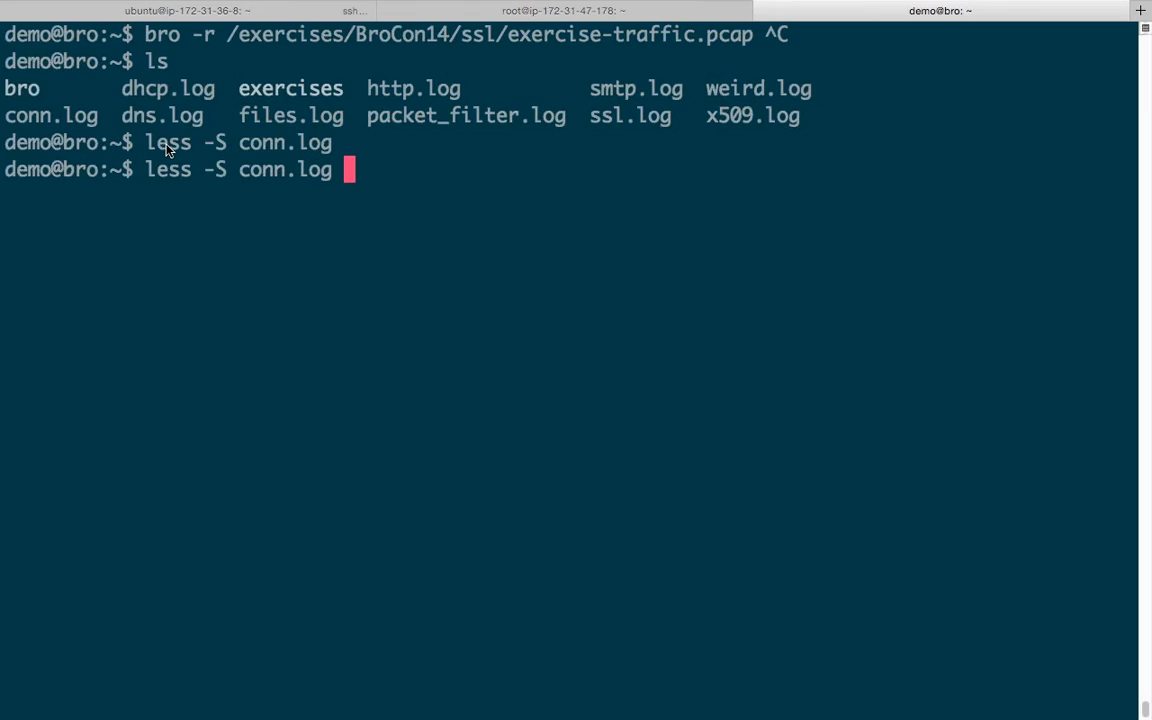 ubuntu@ip-172-31-36-8: ~ ssh... root@ip-172-31-47-178: ~ demo@bro: ~ +
demo@bro:~$ bro -r /exercises/BroCon14/ssl/exercise-traffic.pcap ^C
demo@bro:~$ ls
bro dhcp.log exercises http.log smtp.log weird.log
conn.log dns.log files.log packet_filter.log ssl.log x509.log
demo@bro:~$ less -S conn.log
demo@bro:~$ less -S conn.log